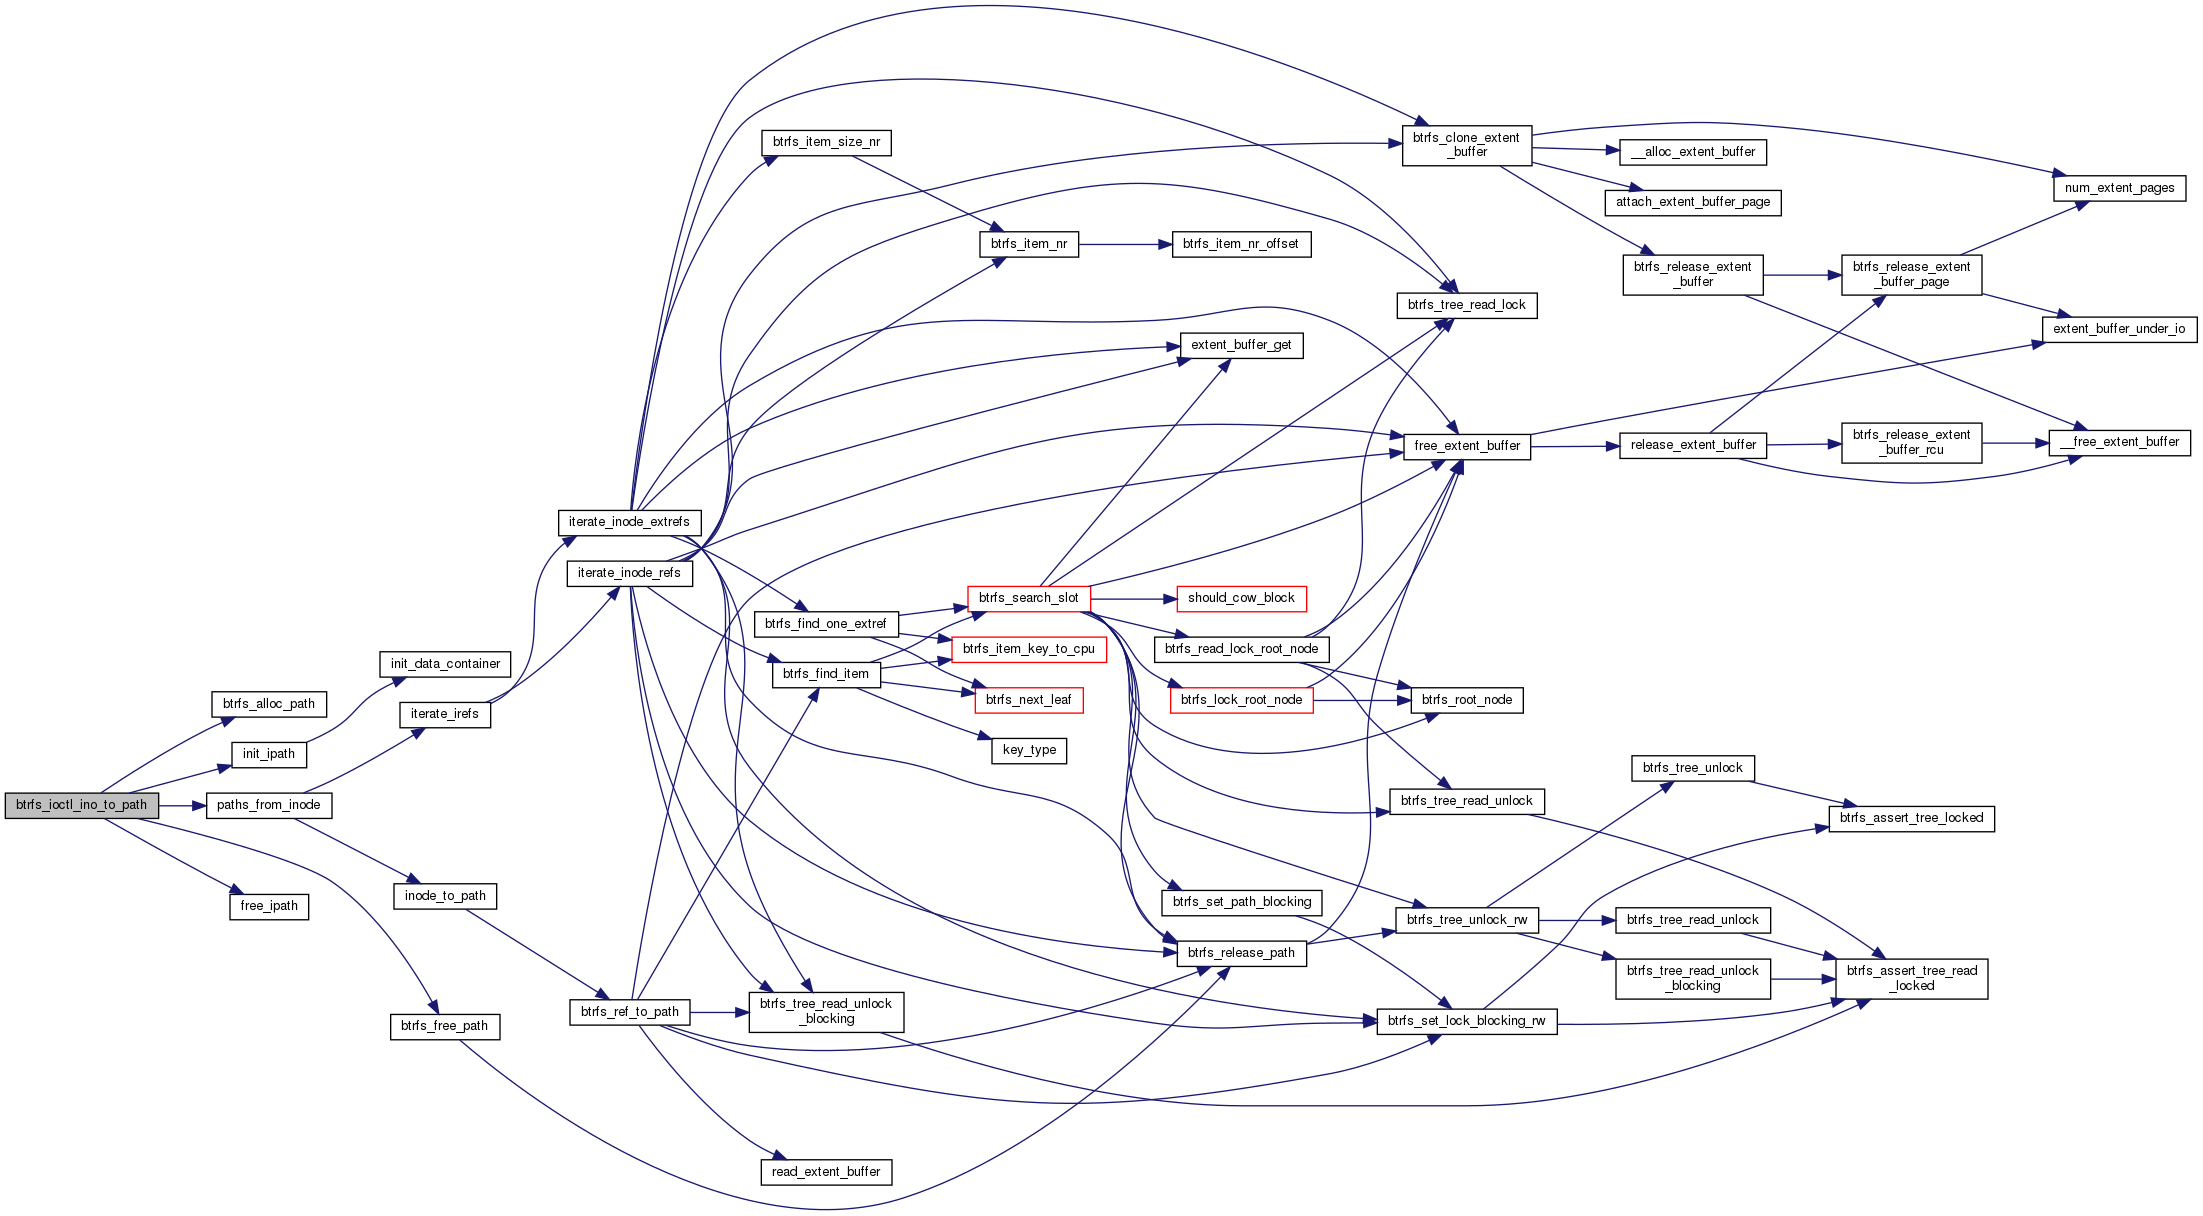 btrfs_ioctl_ino_to_path
btrfs_alloc_path
init_ipath
paths_from_inode
free_ipath
init_data_container
iterate_irefs
inode_to_path
btrfs_free_path
iterate_inode_extrefs
iterate_inode_refs
btrfs_ref_to_path
btrfs_item_size_nr
btrfs_find_one_extref
btrfs_find_item
btrfs_tree_read_unlock
_blocking
read_extent_buffer
btrfs_item_nr
btrfs_search_slot
btrfs_item_key_to_cpu
btrfs_next_leaf
key_type
btrfs_item_nr_offset
extent_buffer_get
should_cow_block
btrfs_read_lock_root_node
btrfs_lock_root_node
btrfs_set_path_blocking
btrfs_release_path
btrfs_clone_extent
_buffer
btrfs_tree_read_lock
free_extent_buffer
btrfs_root_node
btrfs_tree_read_unlock
btrfs_tree_unlock_rw
btrfs_set_lock_blocking_rw
__alloc_extent_buffer
attach_extent_buffer_page
btrfs_release_extent
_buffer
release_extent_buffer
btrfs_tree_unlock
btrfs_tree_read_unlock
btrfs_tree_read_unlock
_blocking
btrfs_release_extent
_buffer_page
btrfs_release_extent
_buffer_rcu
btrfs_assert_tree_locked
btrfs_assert_tree_read
_locked
num_extent_pages
extent_buffer_under_io
__free_extent_buffer